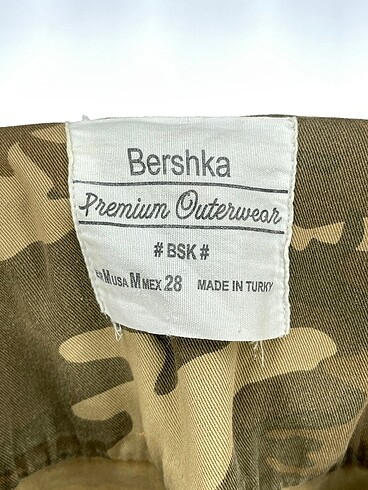 Bershka
Premium Outerwear
# BSK #
M USA M MEX 28 MADE IN TURKY